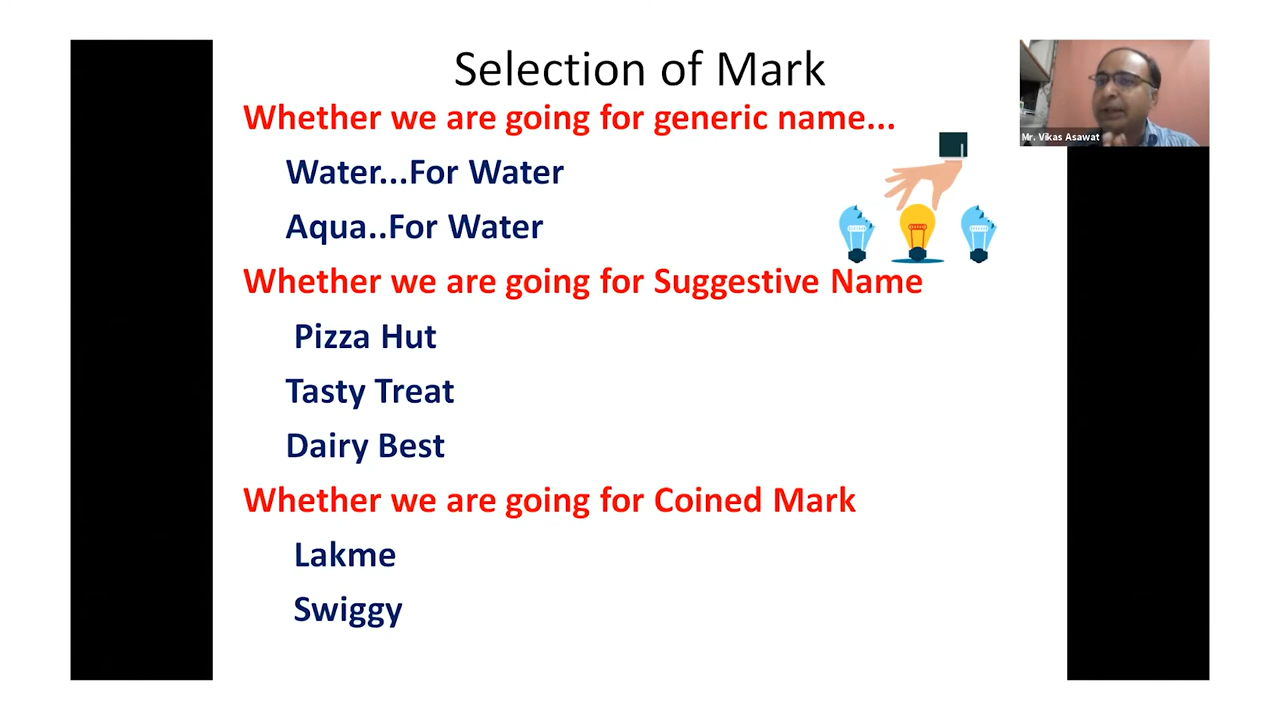 Selection of Mark
Whether we are going for generic name...
Water...For Water
Aqua..For Water
Whether we are going for Suggestive Name
Pizza Hut
Tasty Treat
Dairy Best
Whether we are going for Coined Mark
Lakme
Swiggy
Mr. Vikas Asawat